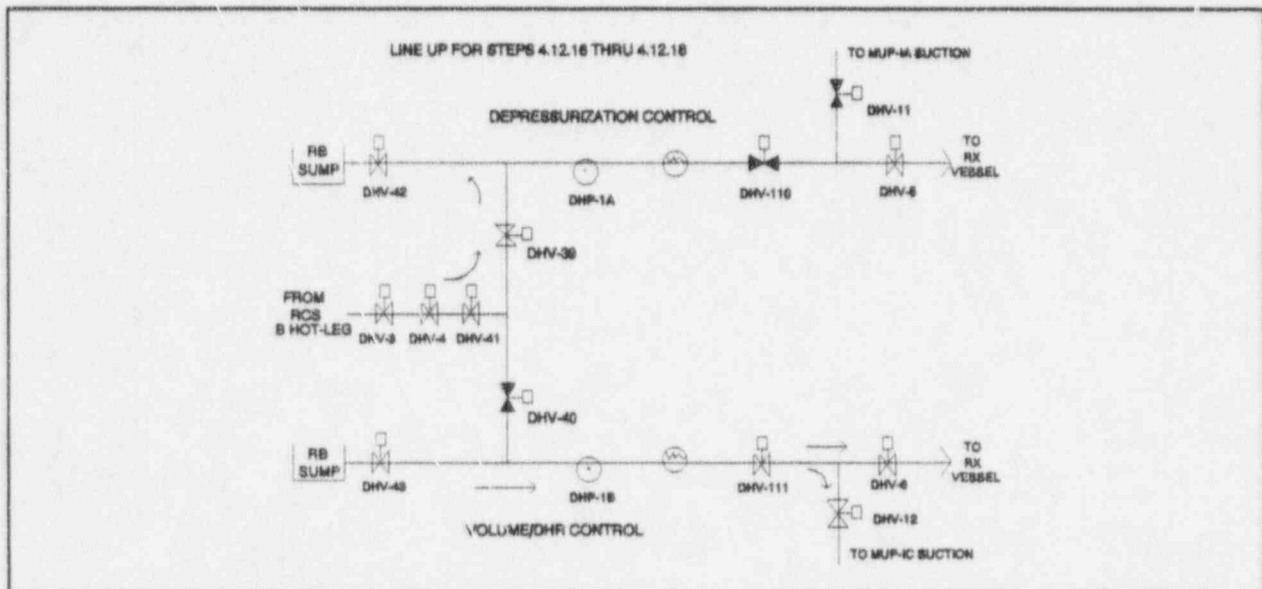 LINE UP FOR STEPS 4.12.16 THRU 4.12.18
TO MUP-1A SUCTION
DHV-11
DEPRESSURIZATION CONTROL
RB
SUMP
DHV-42
DHP-1A
DHV-110
DHV-5
TO
RX
VESSEL
DHV-39
FROM
RCS
B HOT-LEG
DHV-3
DHV-4
DHV-41
DHV-40
RB
SUMP
DHV-43
DHP-1B
DHV-111
DHV-6
TO
RX
VESSEL
DHV-12
VOLUME/DHR CONTROL
TO MUP-1C SUCTION